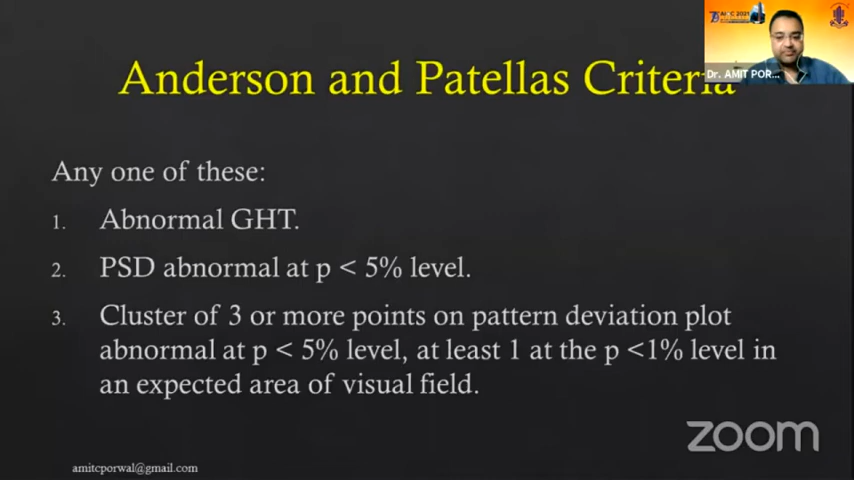 AIOC 2021
Dr. AMIT POR...
Anderson and Patellas Criteria
Any one of these:
1. Abnormal GHT.
2. PSD abnormal at p < 5% level.
3. Cluster of 3 or more points on pattern deviation plot
abnormal at p < 5% level, at least 1 at the p <1% level in
an expected area of visual field.
zoom
amitcporwal@gmail.com